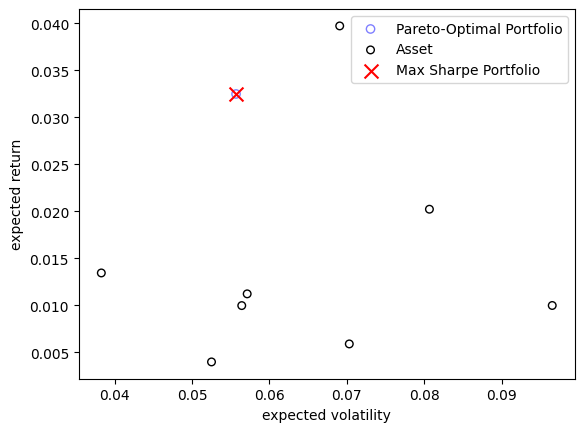 Pareto-Optimal Portfolio
Asset
Max Sharpe Portfolio
expected return
0.040
0.035
0.030
0.025
0.020
0.015
0.010
0.005
0.04 0.05 0.06 0.07 0.08 0.09
expected volatility